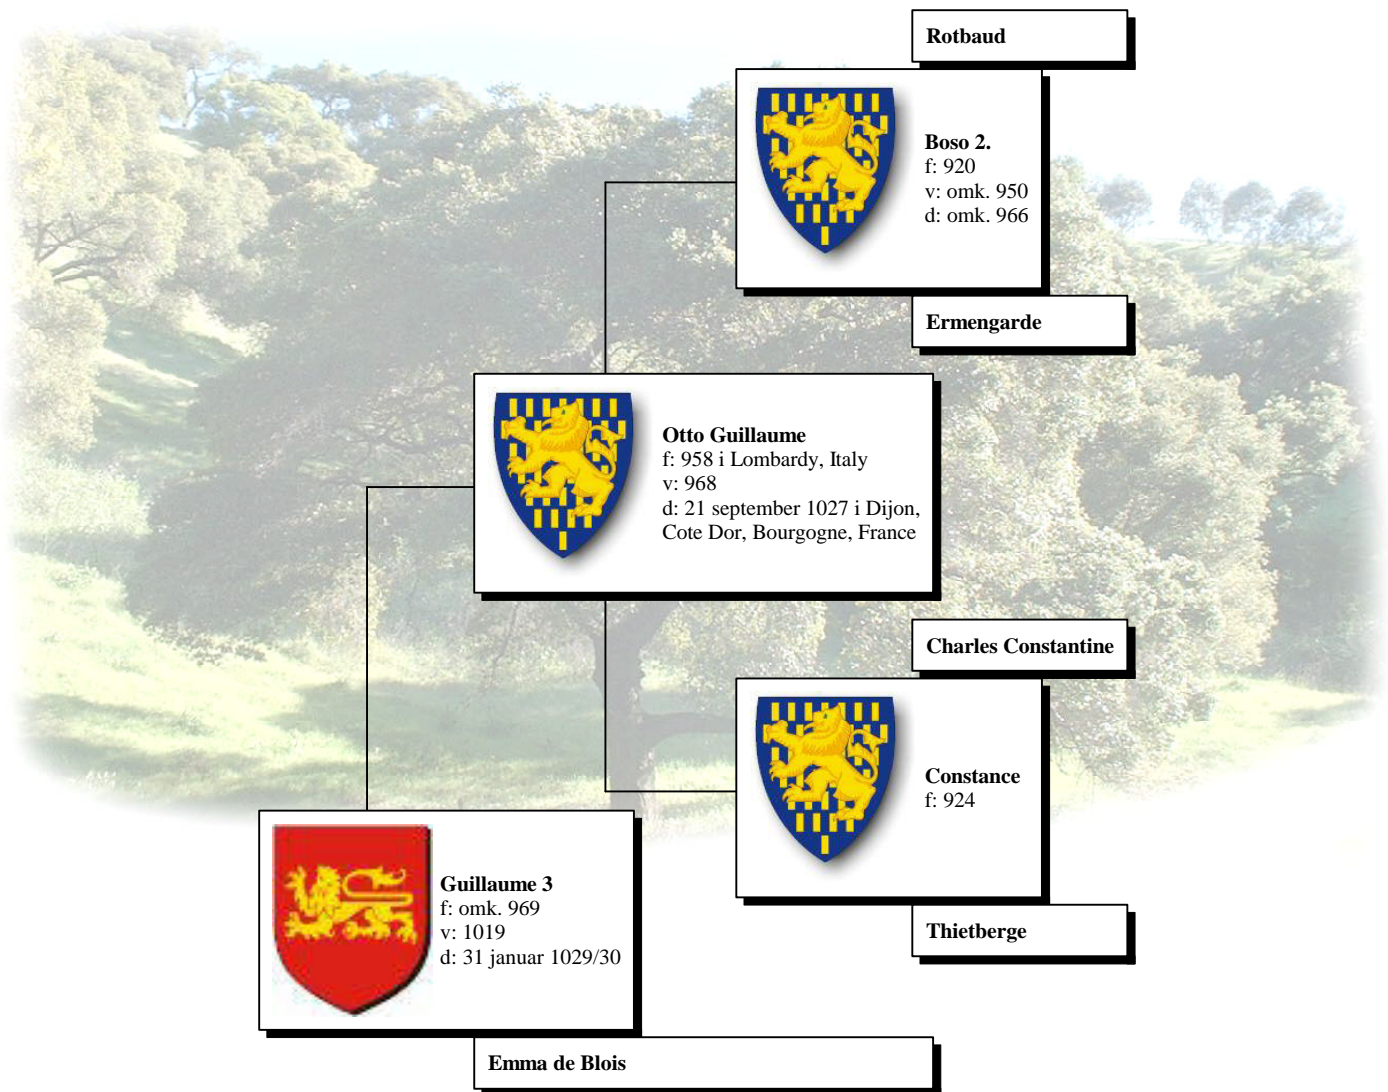 Rotbaud
Boso 2.
f: 920
v: omk. 950
d: omk. 966
Ermengarde
Otto Guillaume
f: 958 i Lombardy, Italy
v: 968
d: 21 september 1027 i Dijon,
Cote Dor, Bourgogne, France
Charles Constantine
Constance
f: 924
Thietberge
Guillaume 3
f: omk. 969
v: 1019
d: 31 januar 1029/30
Emma de Blois